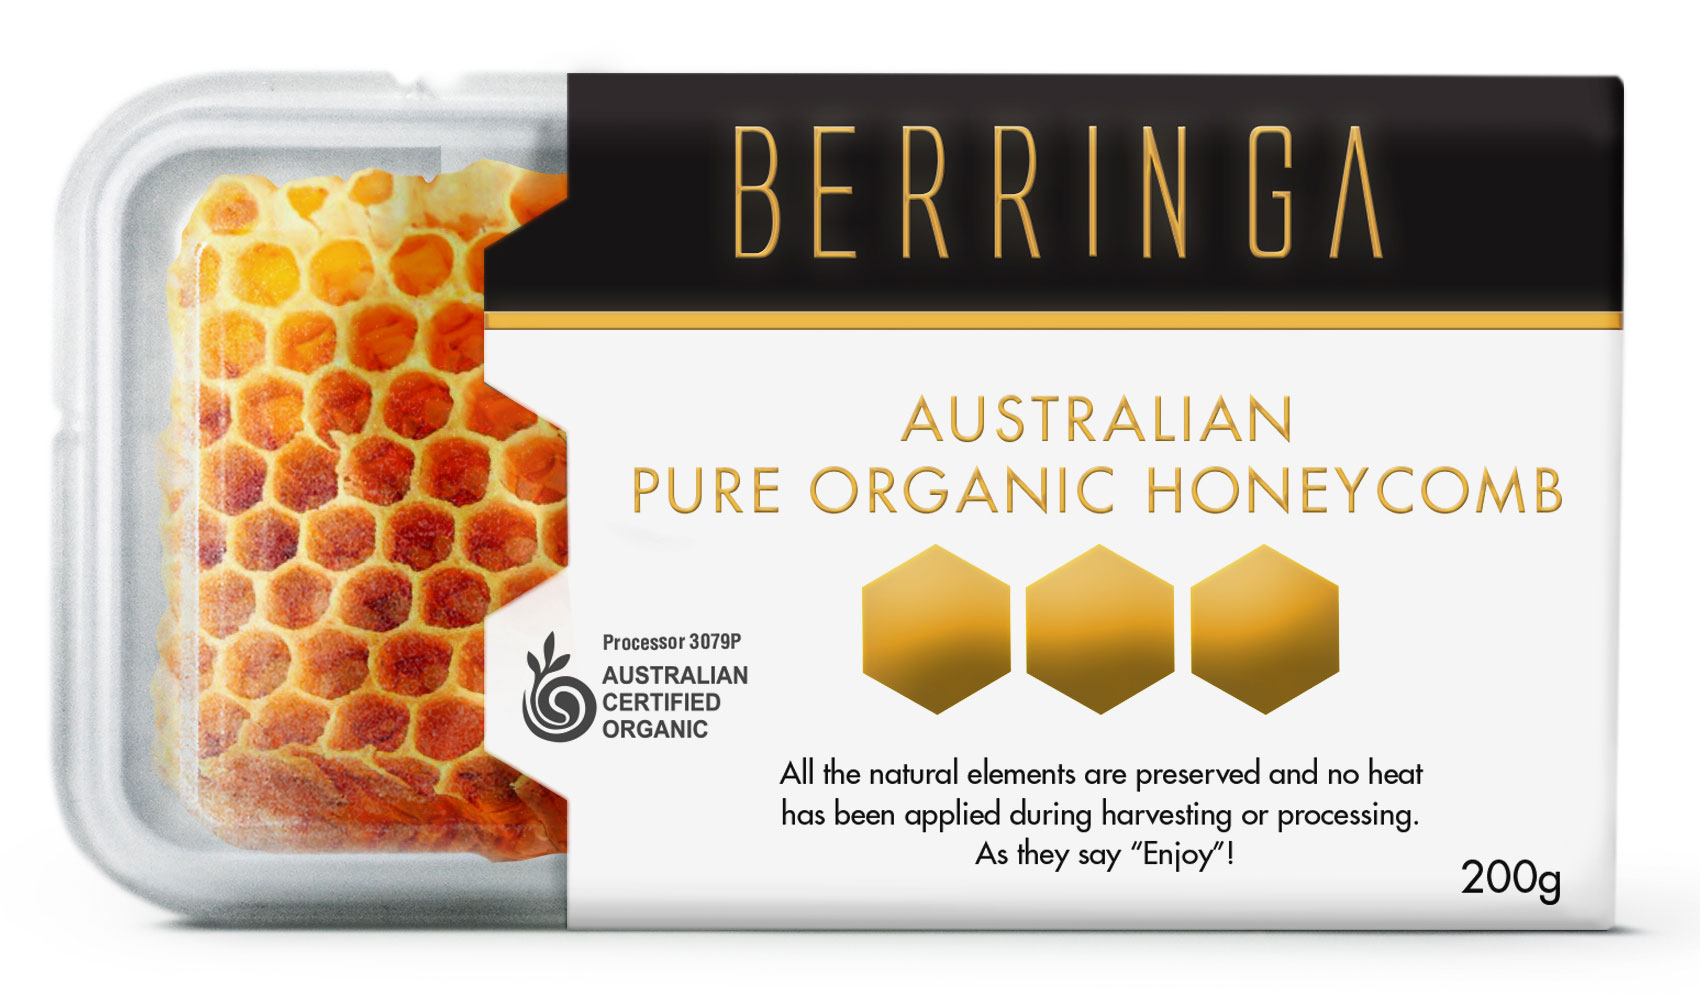 BERRINGA
AUSTRALIAN
PURE ORGANIC HONEYCOMB
Processor 3079P
AUSTRALIAN
CERTIFIED
ORGANIC
All the natural elements are preserved and no heat
has been applied during harvesting or processing.
As they say “Enjoy”!
200g